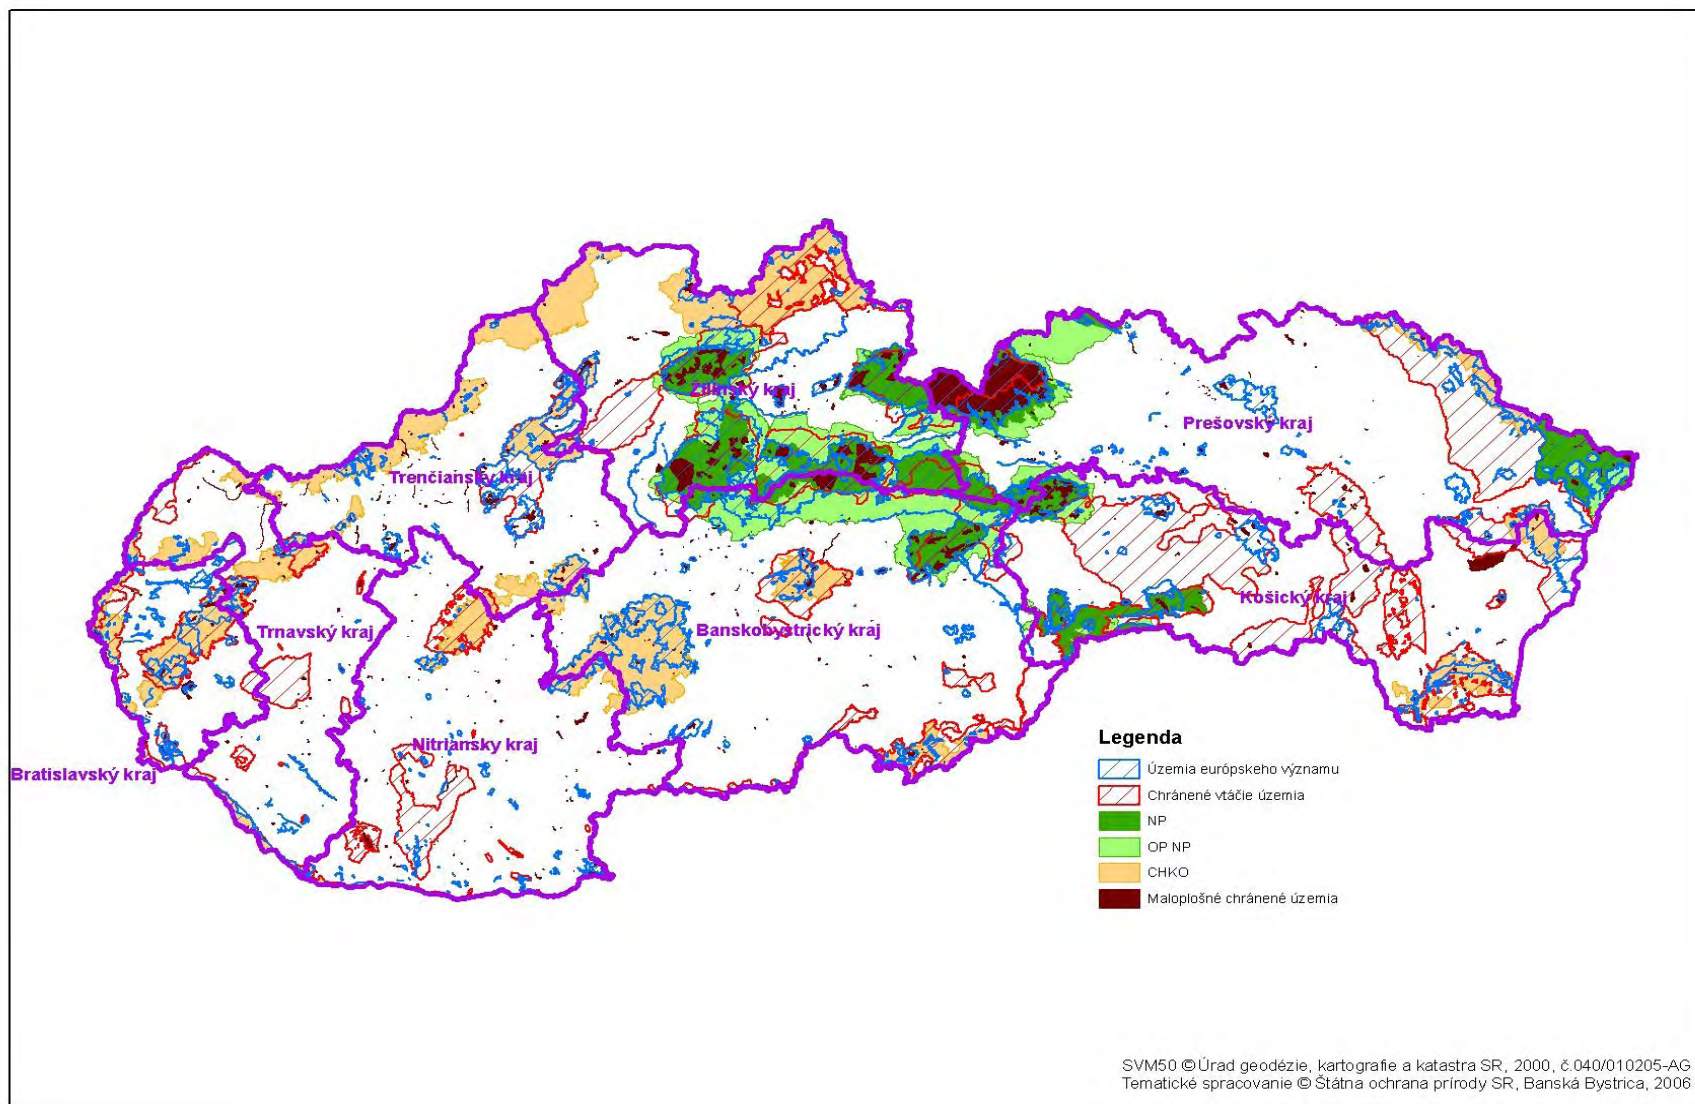 Žilinský kraj
Prešovský kraj
Trenčiansky kraj
Košický kraj
Trnavský kraj
Banskobystrický kraj
Nitriansky kraj
Bratislavský kraj
Legenda
Územia európskeho významu
Chránené vtáčie územia
NP
OP NP
CHKO
Maloplošné chránené územia
SVM50 © Úrad geodézie, kartografie a katastra SR, 2000, č.040/010205-AG
Tematické spracovanie © Štátna ochrana prírody SR, Banská Bystrica, 2006